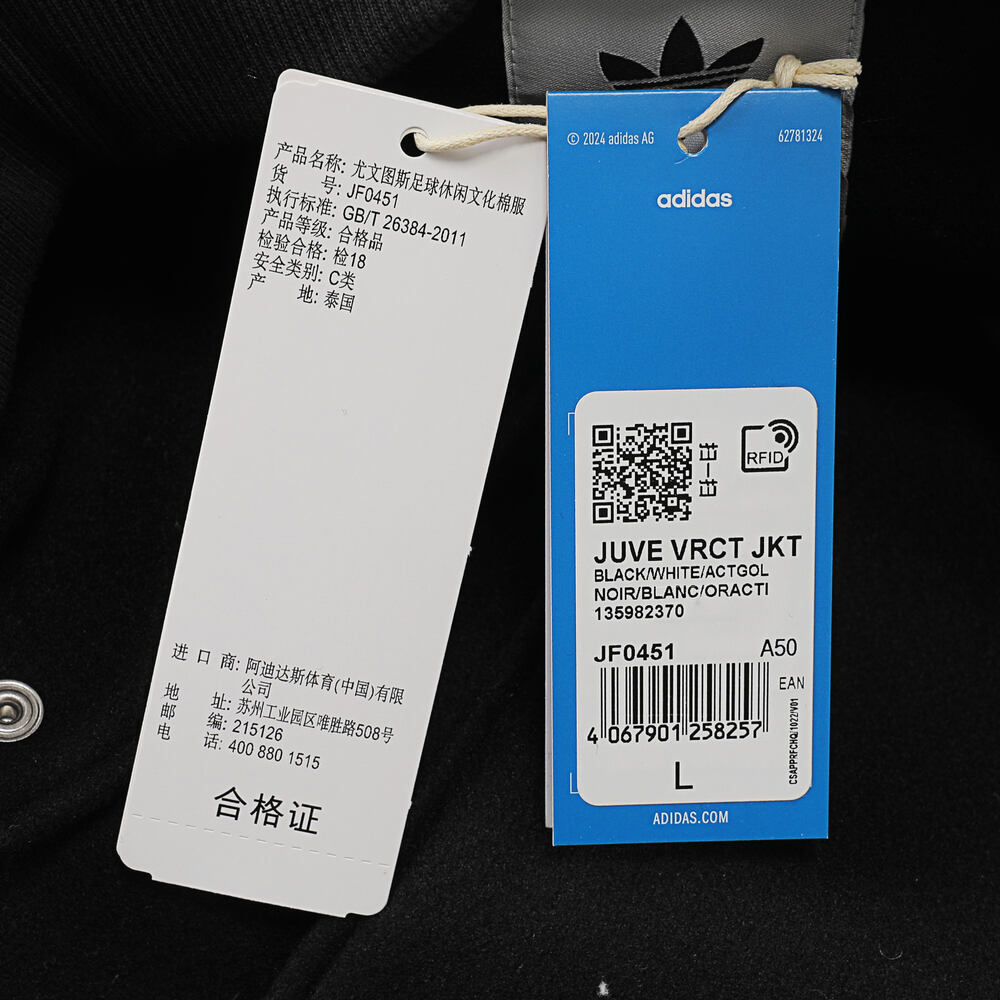 产品名称: 尤文图斯足球休闲文化棉服
货 号: JF0451
执行标准: GB/T 26384-2011
产品等级: 合格品
检验合格: 检18
安全类别: C类
产 地: 泰国
进 口 商: 阿迪达斯体育(中国)有限
公司
地 址: 苏州工业园区唯胜路508号
邮 编: 215126
电 话: 400 880 1515
合格证
© 2024 adidas AG
62781324
adidas
RFID
JUVE VRCT JKT
BLACK/WHITE/ACTGOL
NOIR/BLANC/ORACTI
135982370
JF0451 A50
EAN
4 067901 258257
CSAPPRFCHQ/1022/V01
L
ADIDAS.COM